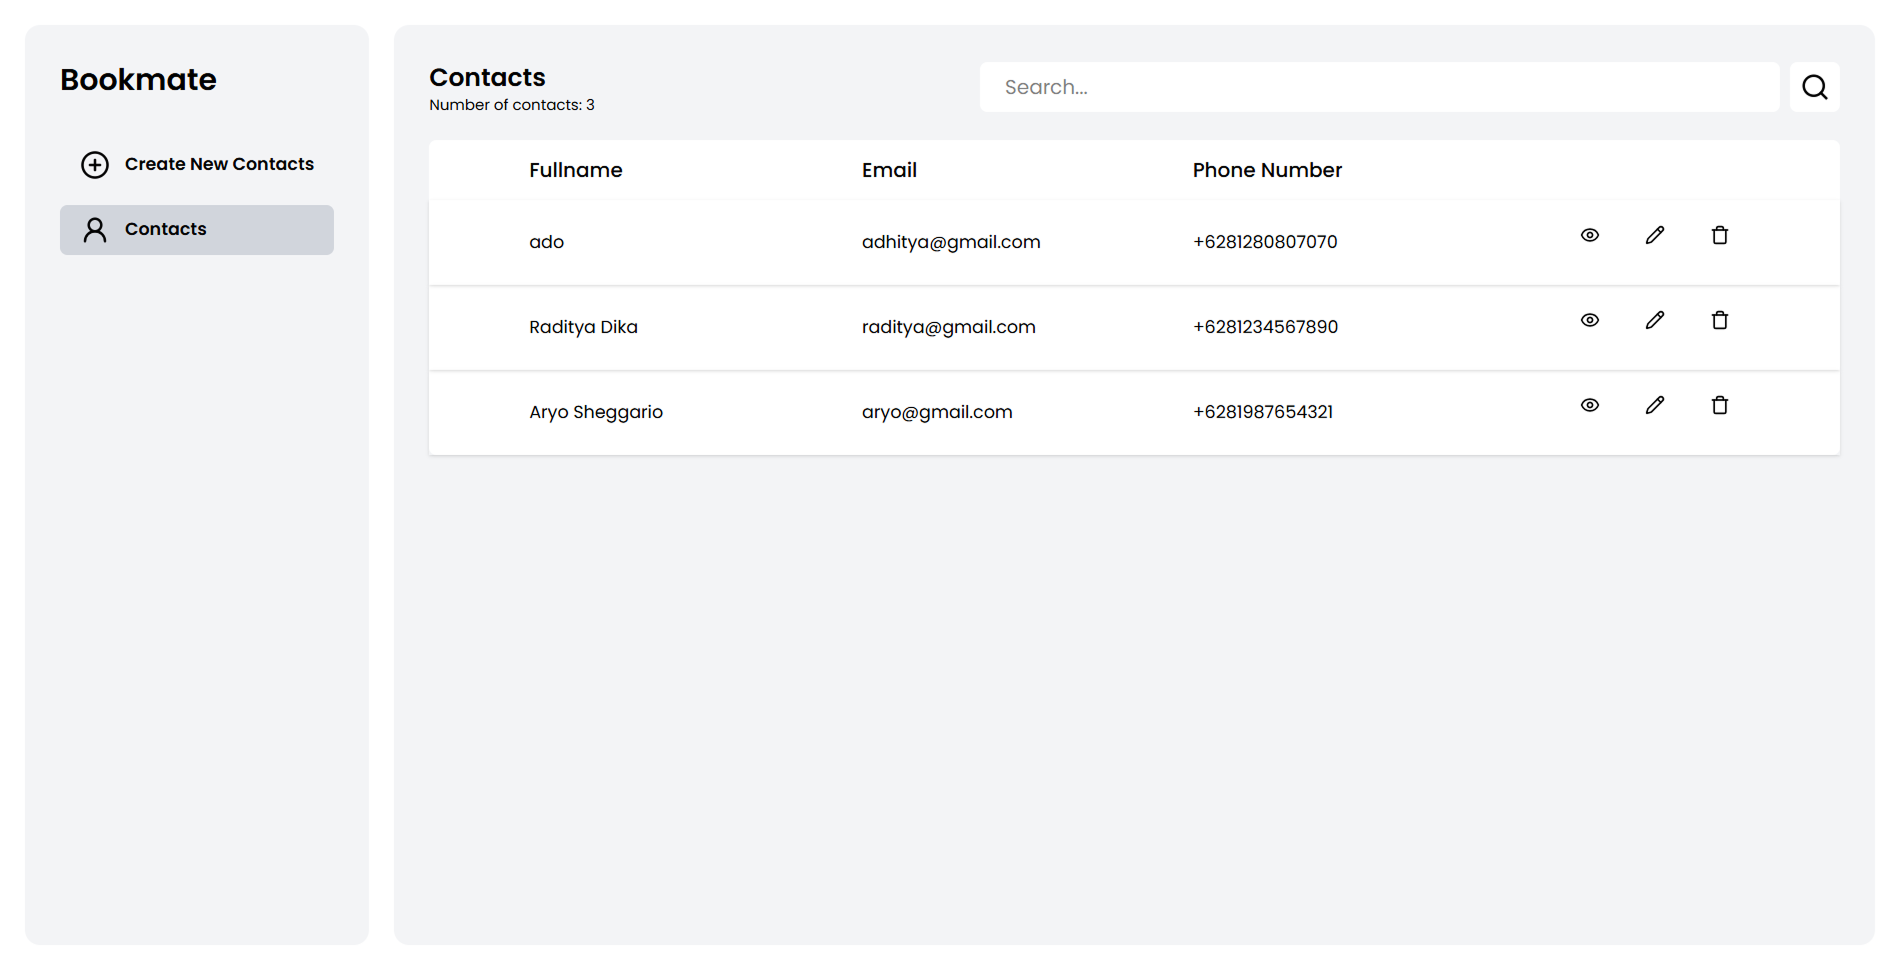 Bookmate
Create New Contacts
Contacts
Contacts
Number of contacts: 3
Search...
Fullname Email Phone Number
ado adhitya@gmail.com +6281280807070
Raditya Dika raditya@gmail.com +6281234567890
Aryo Sheggario aryo@gmail.com +6281987654321